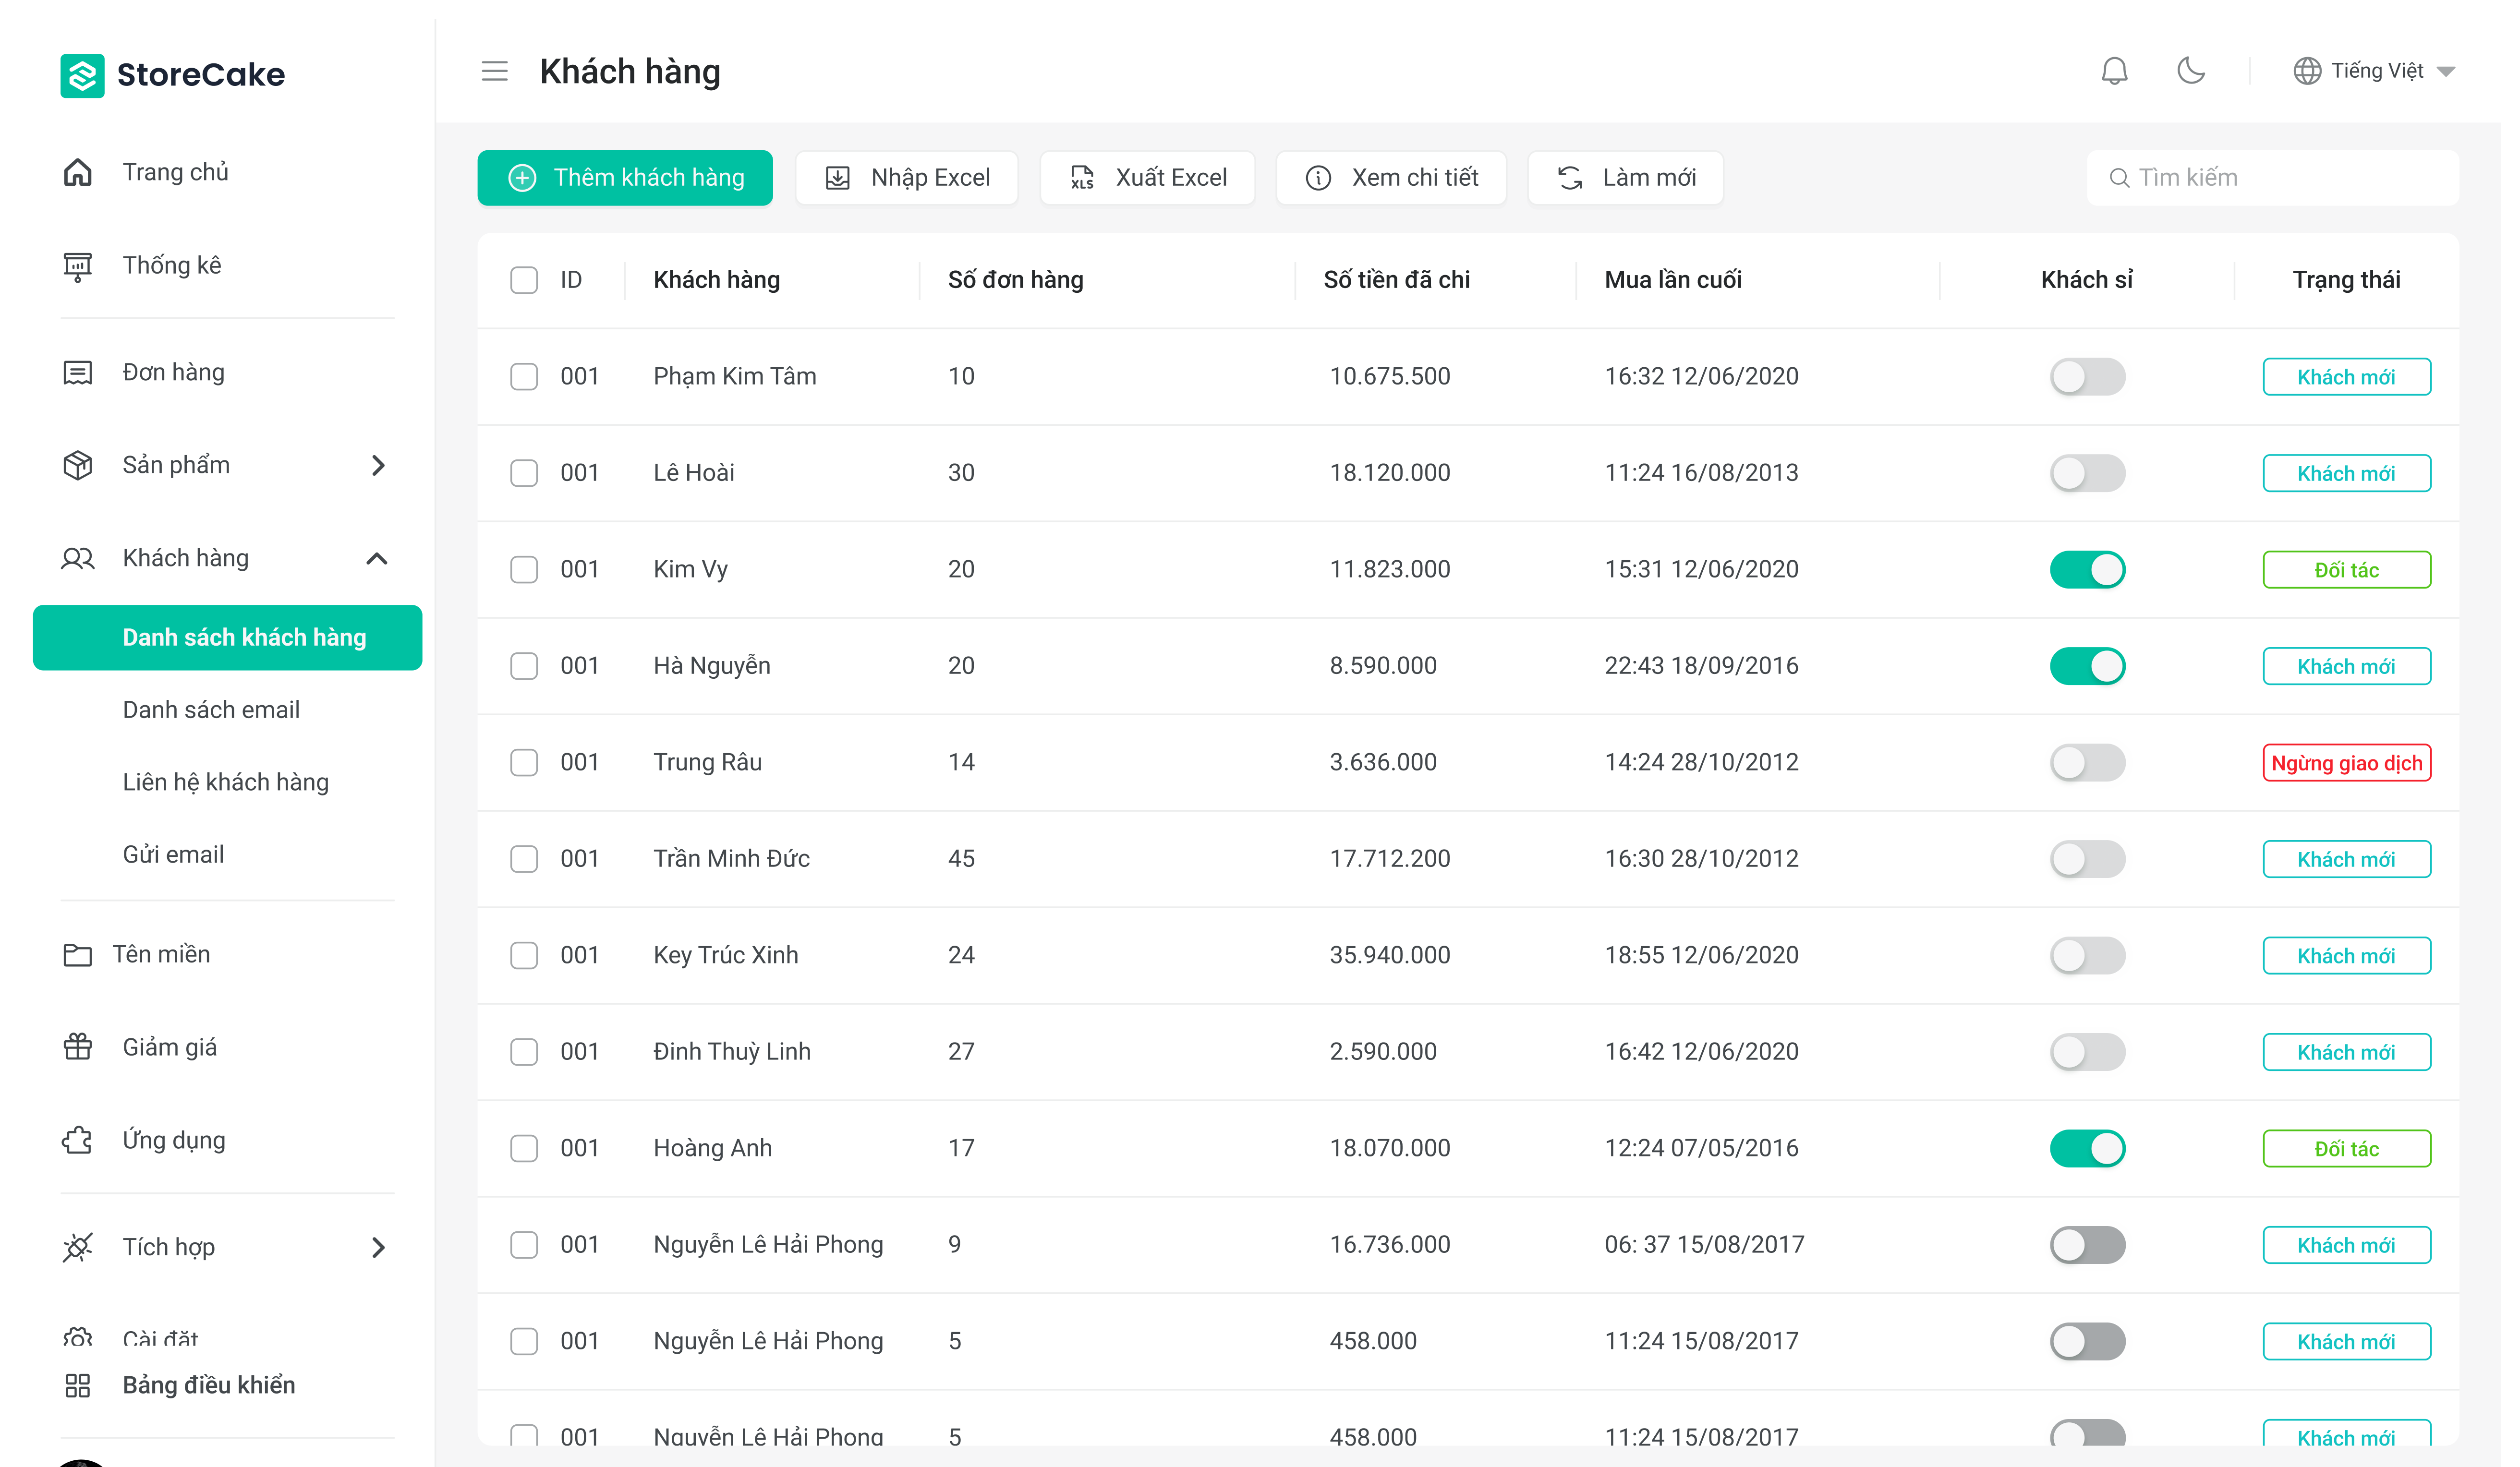 StoreCake
Khách hàng
Tiếng Việt
Trang chủ
Thống kê
Đơn hàng
Sản phẩm
Khách hàng
Danh sách khách hàng
Danh sách email
Liên hệ khách hàng
Gửi email
Tên miền
Giảm giá
Ứng dụng
Tích hợp
Cài đặt
Bảng điều khiển
Thêm khách hàng
Nhập Excel
XLS Xuất Excel
Xem chi tiết
Làm mới
Tìm kiếm
ID Khách hàng Số đơn hàng Số tiền đã chi Mua lần cuối Khách sỉ Trạng thái
001 Phạm Kim Tâm 10 10.675.500 16:32 12/06/2020 Khách mới
001 Lê Hoài 30 18.120.000 11:24 16/08/2013 Khách mới
001 Kim Vy 20 11.823.000 15:31 12/06/2020 Đối tác
001 Hà Nguyễn 20 8.590.000 22:43 18/09/2016 Khách mới
001 Trung Râu 14 3.636.000 14:24 28/10/2012 Ngừng giao dịch
001 Trần Minh Đức 45 17.712.200 16:30 28/10/2012 Khách mới
001 Key Trúc Xinh 24 35.940.000 18:55 12/06/2020 Khách mới
001 Đinh Thuỳ Linh 27 2.590.000 16:42 12/06/2020 Khách mới
001 Hoàng Anh 17 18.070.000 12:24 07/05/2016 Đối tác
001 Nguyễn Lê Hải Phong 9 16.736.000 06: 37 15/08/2017 Khách mới
001 Nguyễn Lê Hải Phong 5 458.000 11:24 15/08/2017 Khách mới
001 Nguyễn Lê Hải Phong 5 458.000 11:24 15/08/2017 Khách mới